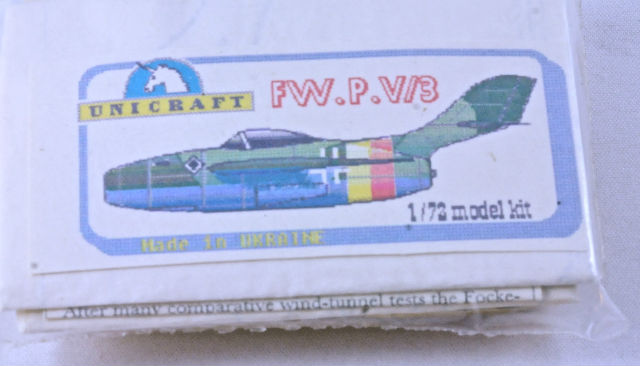 UNICRAFT
FW.P.V/3
1/72 model kit
Made in UKRAINE
After many comparative wind-tunnel tests the Focke-